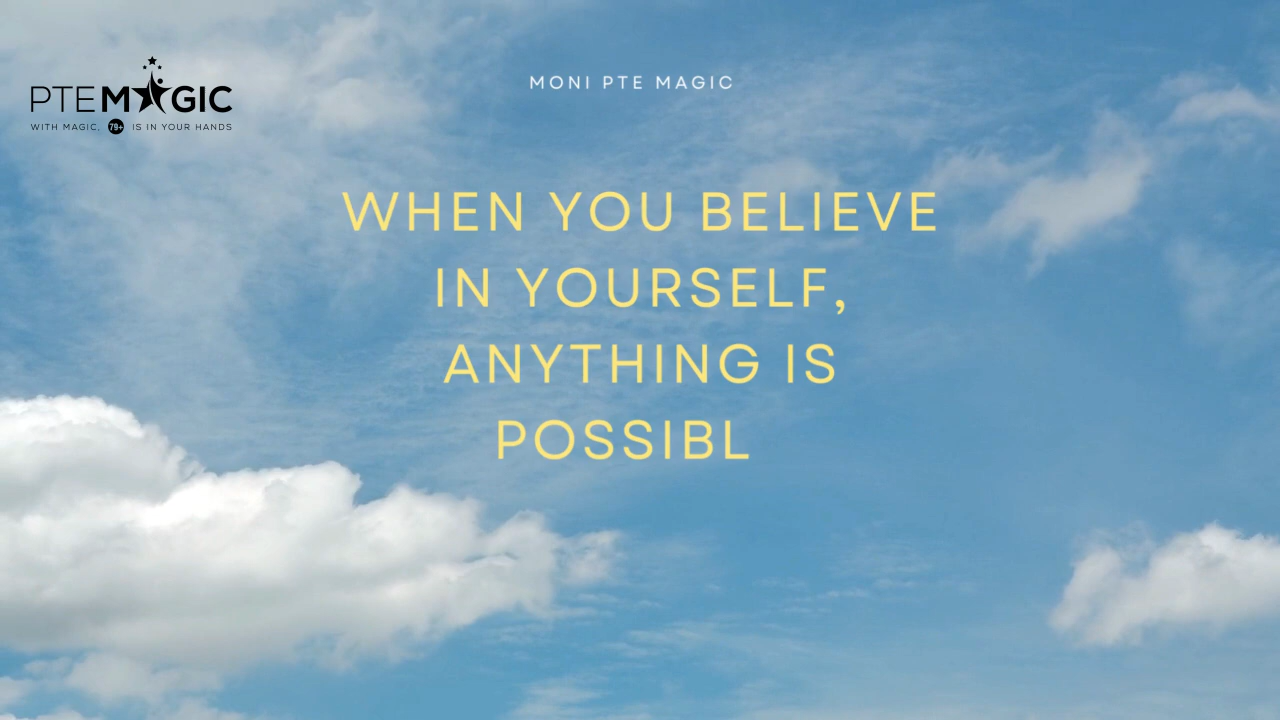 PTEMAGIC
WITH MAGIC, 79+ IS IN YOUR HANDS
MONI PTE MAGIC
WHEN YOU BELIEVE
IN YOURSELF,
ANYTHING IS
POSSIBL